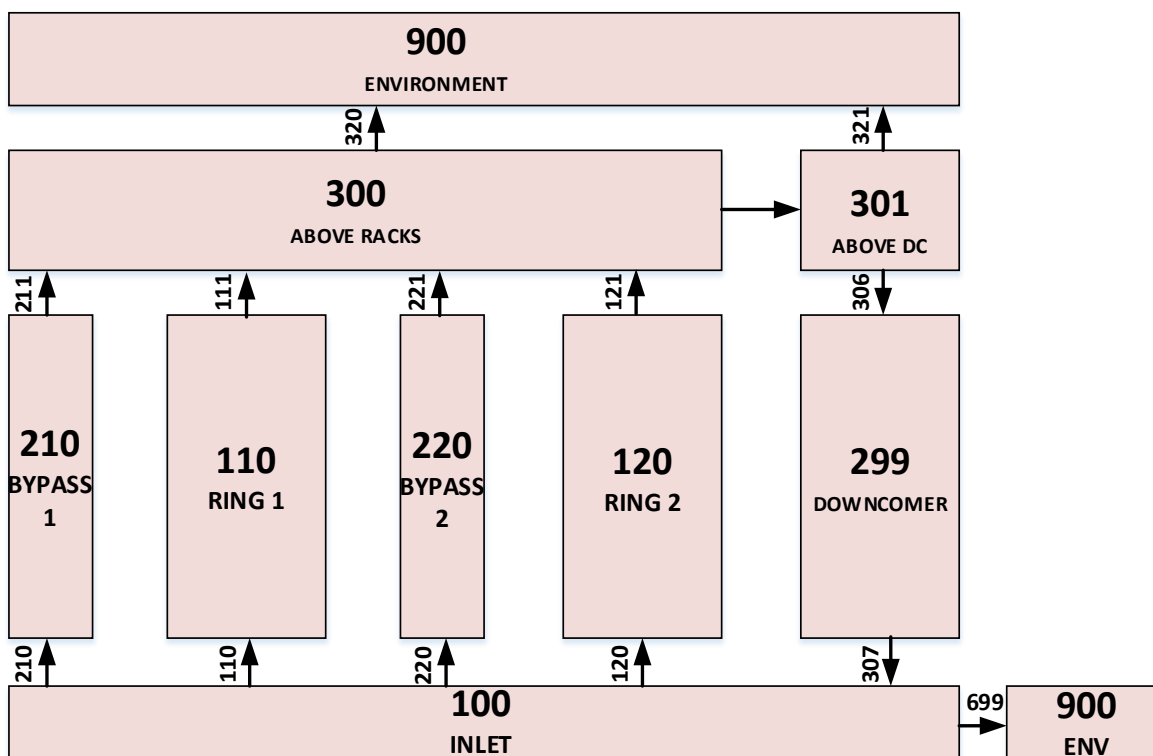 900
ENVIRONMENT
320
321
300
ABOVE RACKS
301
ABOVE DC
211
111
221
121
306
210
BYPASS
1
110
RING 1
220
BYPASS
2
120
RING 2
299
DOWNCOMER
210
110
220
120
307
100
INLET
699
900
ENV